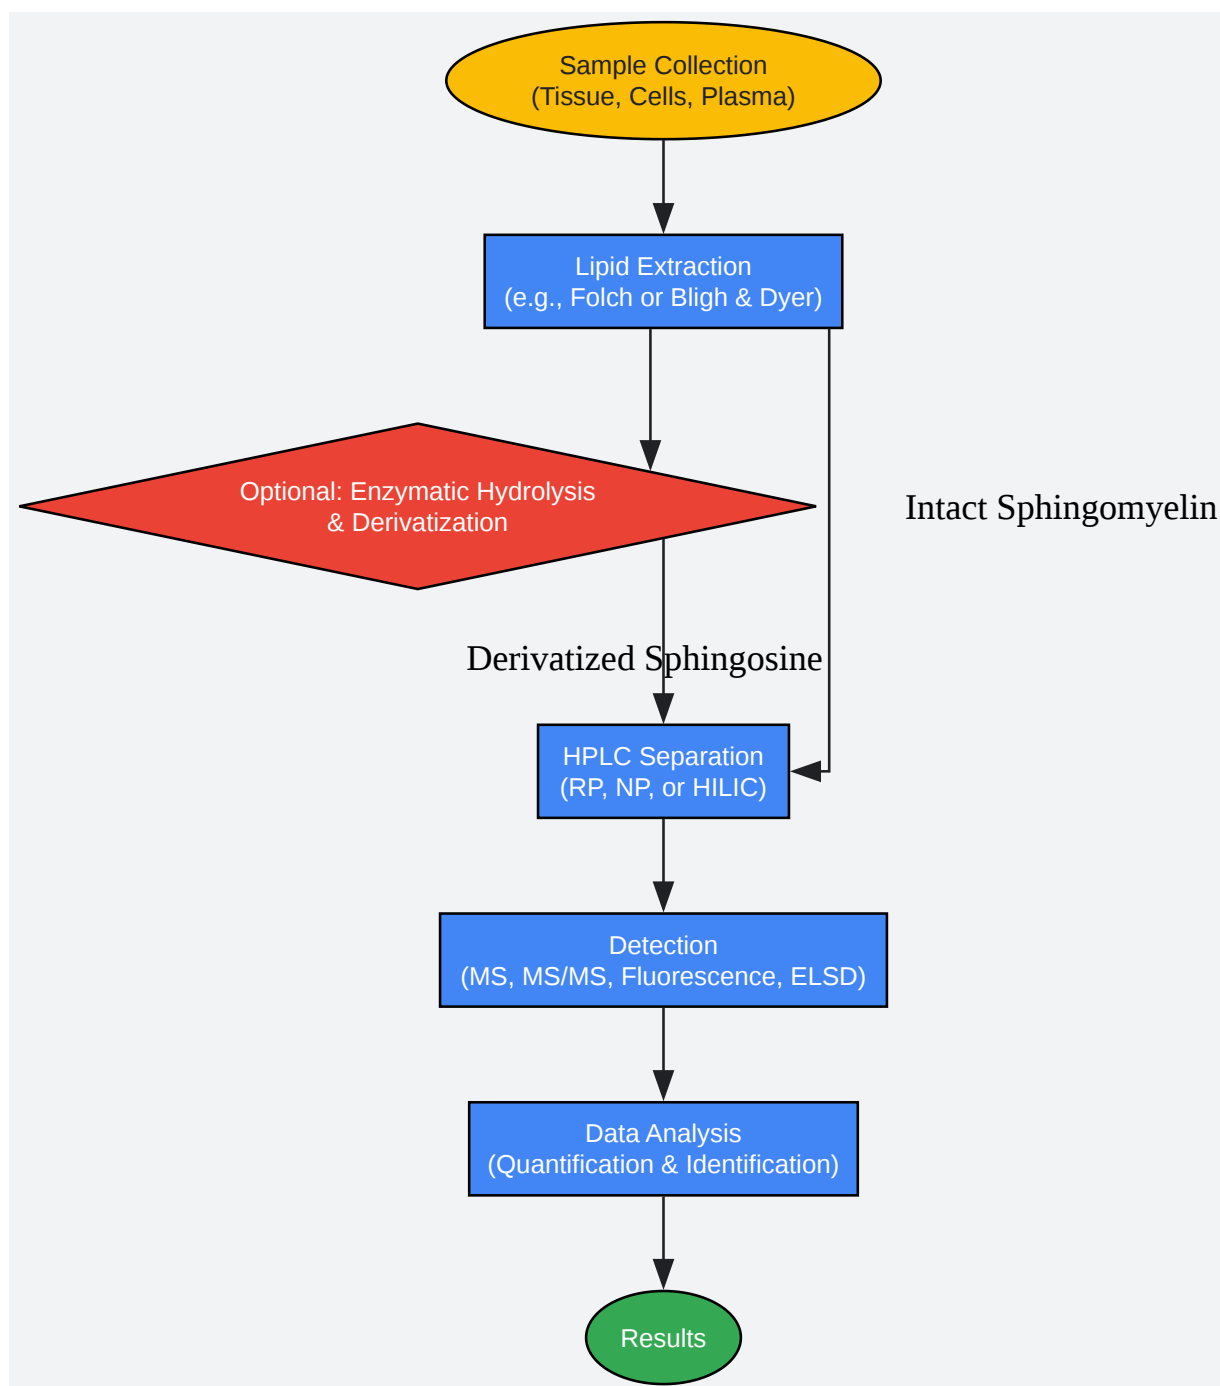 Sample Collection
(Tissue, Cells, Plasma)
Lipid Extraction
(e.g., Folch or Bligh & Dyer)
Optional: Enzymatic Hydrolysis
& Derivatization
Intact Sphingomyelin
Derivatized Sphingosine
HPLC Separation
(RP, NP, or HILIC)
Detection
(MS, MS/MS, Fluorescence, ELSD)
Data Analysis
(Quantification & Identification)
Results